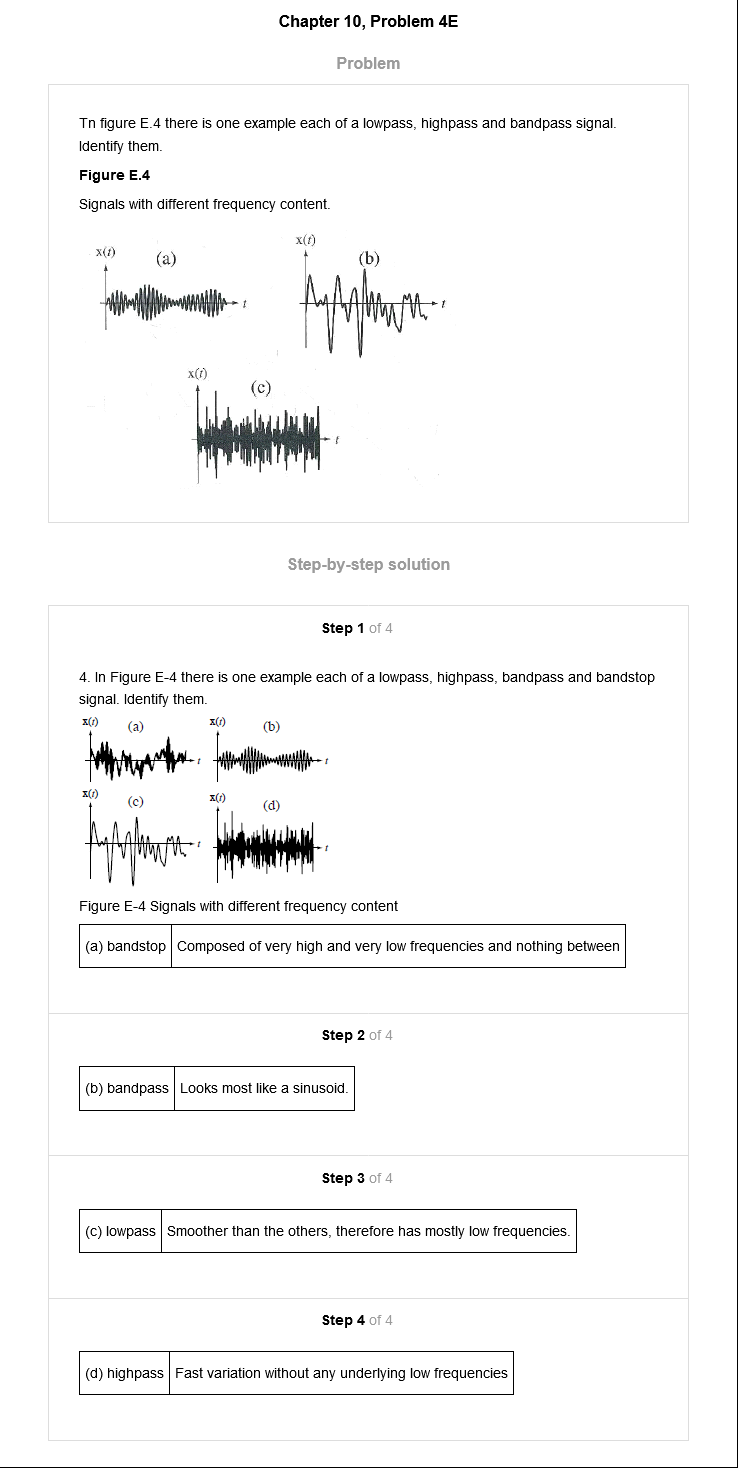 Chapter 10, Problem 4E
Problem
Tn figure E.4 there is one example each of a lowpass, highpass and bandpass signal.
Identify them.
Figure E.4
Signals with different frequency content.
x(t)
(a)
t
x(t)
(b)
t
x(t)
(c)
t
Step-by-step solution
Step 1 of 4
4. In Figure E-4 there is one example each of a lowpass, highpass, bandpass and bandstop
signal. Identify them.
x(t)
(a)
t
x(t)
(b)
t
x(t)
(c)
t
x(t)
(d)
t
Figure E-4 Signals with different frequency content
(a) bandstop Composed of very high and very low frequencies and nothing between
Step 2 of 4
(b) bandpass Looks most like a sinusoid.
Step 3 of 4
(c) lowpass Smoother than the others, therefore has mostly low frequencies.
Step 4 of 4
(d) highpass Fast variation without any underlying low frequencies